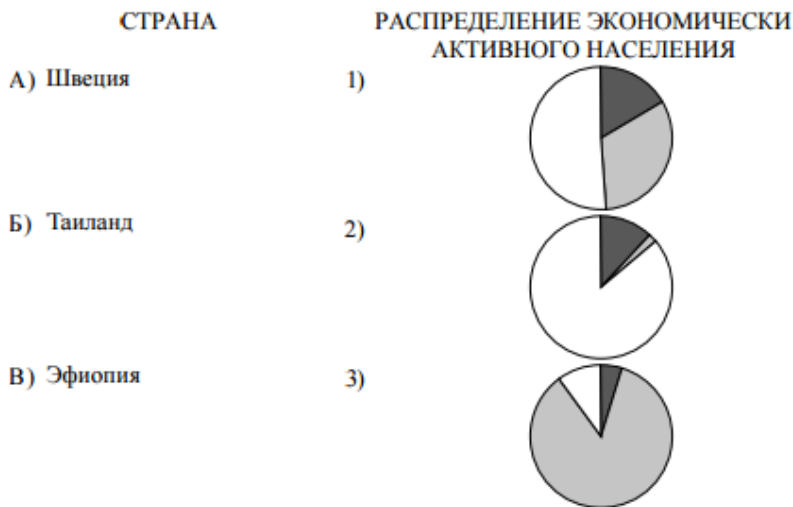 СТРАНА
РАСПРЕДЕЛЕНИЕ ЭКОНОМИЧЕСКИ
АКТИВНОГО НАСЕЛЕНИЯ
А) Швеция
1)
Б) Таиланд
2)
В) Эфиопия
3)